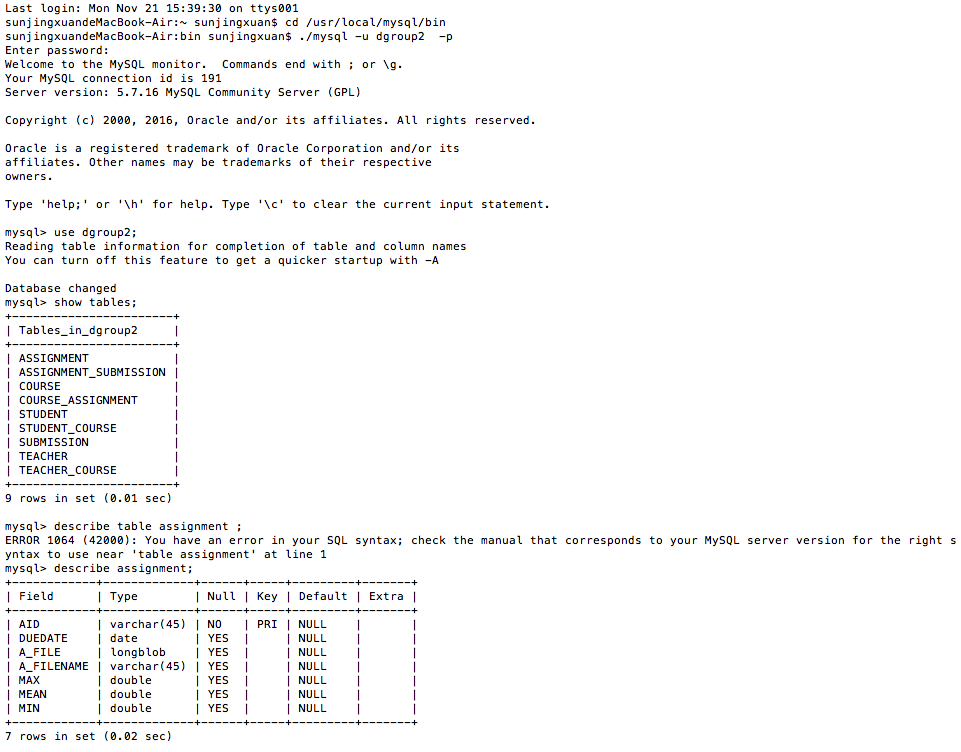 Last login: Mon Nov 21 15:39:30 on ttys001
sunjingxuandeMacBook-Air:~ sunjingxuan$ cd /usr/local/mysql/bin
sunjingxuandeMacBook-Air:bin sunjingxuan$ ./mysql -u dgroup2  -p
Enter password:
Welcome to the MySQL monitor.  Commands end with ; or \g.
Your MySQL connection id is 191
Server version: 5.7.16 MySQL Community Server (GPL)

Copyright (c) 2000, 2016, Oracle and/or its affiliates. All rights reserved.

Oracle is a registered trademark of Oracle Corporation and/or its
affiliates. Other names may be trademarks of their respective
owners.

Type 'help;' or '\h' for help. Type '\c' to clear the current input statement.

mysql> use dgroup2;
Reading table information for completion of table and column names
You can turn off this feature to get a quicker startup with -A

Database changed
mysql> show tables;
+-----------------------+
| Tables_in_dgroup2     |
+-----------------------+
| ASSIGNMENT            |
| ASSIGNMENT_SUBMISSION |
| COURSE                |
| COURSE_ASSIGNMENT     |
| STUDENT               |
| STUDENT_COURSE        |
| SUBMISSION            |
| TEACHER               |
| TEACHER_COURSE        |
+-----------------------+
9 rows in set (0.01 sec)

mysql> describe table assignment ;
ERROR 1064 (42000): You have an error in your SQL syntax; check the manual that corresponds to your MySQL server version for the right s
yntax to use near 'table assignment' at line 1
mysql> describe assignment;
+------------+-------------+------+-----+---------+-------+
| Field      | Type        | Null | Key | Default | Extra |
+------------+-------------+------+-----+---------+-------+
| AID        | varchar(45) | NO   | PRI | NULL    |       |
| DUEDATE    | date        | YES  |     | NULL    |       |
| A_FILE     | longblob    | YES  |     | NULL    |       |
| A_FILENAME | varchar(45) | YES  |     | NULL    |       |
| MAX        | double      | YES  |     | NULL    |       |
| MEAN       | double      | YES  |     | NULL    |       |
| MIN        | double      | YES  |     | NULL    |       |
+------------+-------------+------+-----+---------+-------+
7 rows in set (0.02 sec)